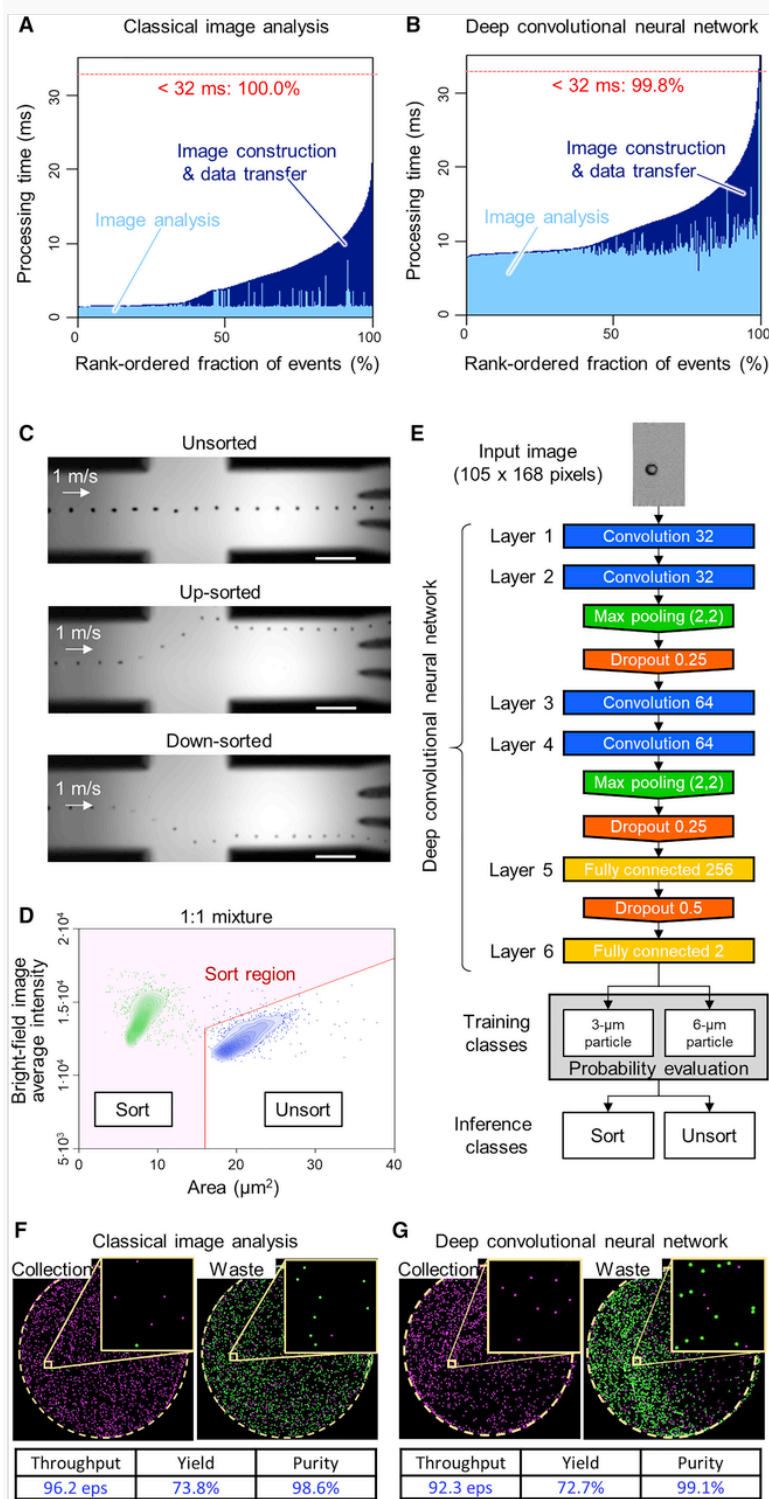 A Classical image analysis
< 32 ms: 100.0%
Image construction
& data transfer
Image analysis
Processing time (ms)
0 10 20 30
0 50 100
Rank-ordered fraction of events (%)
B Deep convolutional neural network
< 32 ms: 99.8%
Image construction
& data transfer
Image analysis
Processing time (ms)
0 10 20 30
0 50 100
Rank-ordered fraction of events (%)
C
Unsorted
1 m/s
Up-sorted
1 m/s
Down-sorted
1 m/s
D
1:1 mixture
Sort region
Sort
Unsort
Bright-field image
average intensity
5·10³ 1·10⁴ 1.5·10⁴ 2·10⁴
0 10 20 30 40
Area (µm²)
E
Input image
(105 x 168 pixels)
Deep convolutional neural network
Layer 1 Convolution 32
Layer 2 Convolution 32
Max pooling (2,2)
Dropout 0.25
Layer 3 Convolution 64
Layer 4 Convolution 64
Max pooling (2,2)
Dropout 0.25
Layer 5 Fully connected 256
Dropout 0.5
Layer 6 Fully connected 2
Training
classes
3-µm
particle
6-µm
particle
Probability evaluation
Inference
classes
Sort
Unsort
F Classical image analysis
Collection Waste
Throughput Yield Purity
96.2 eps 73.8% 98.6%
G Deep convolutional neural network
Collection Waste
Throughput Yield Purity
92.3 eps 72.7% 99.1%